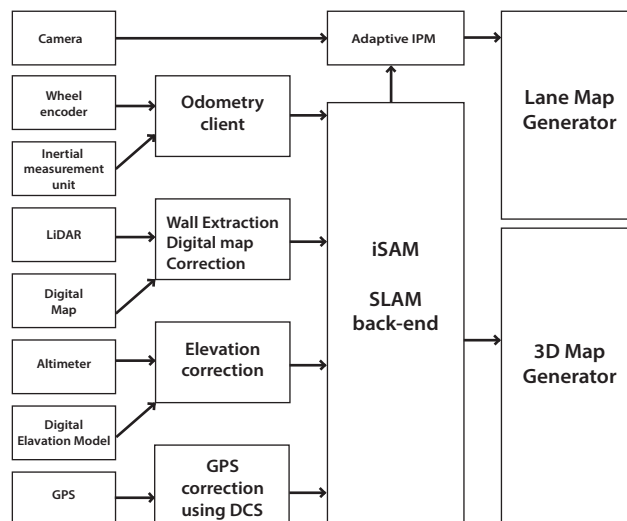 Camera
Adaptive IPM
Lane Map
Generator
Wheel
encoder
Odometry
client
Inertial
measurement
unit
iSAM
SLAM
back-end
LiDAR
Wall Extraction
Digital map
Correction
Digital
Map
3D Map
Generator
Altimeter
Elevation
correction
Digital
Elavation Model
GPS
GPS
correction
using DCS